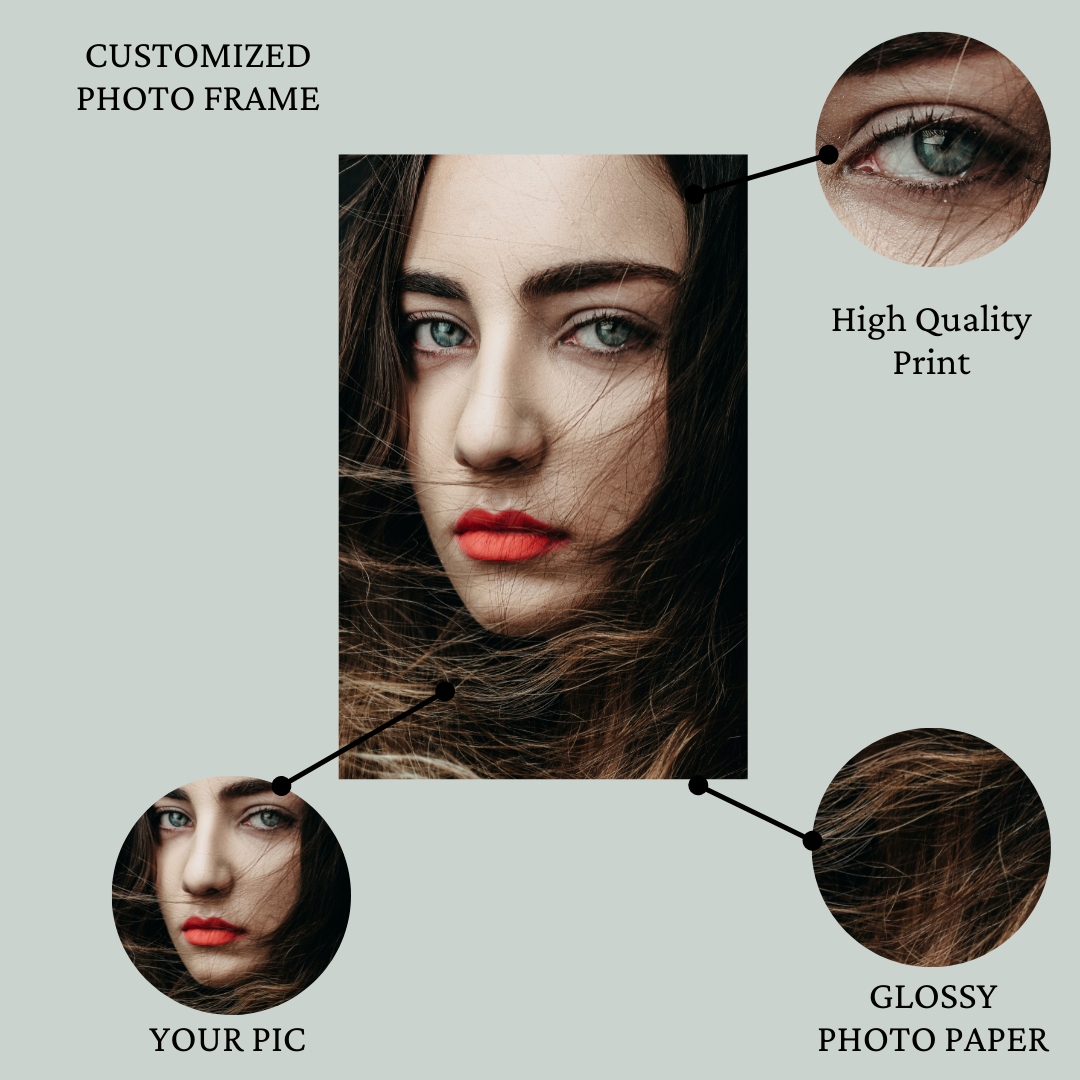 CUSTOMIZED
PHOTO FRAME
High Quality
Print
YOUR PIC
GLOSSY
PHOTO PAPER